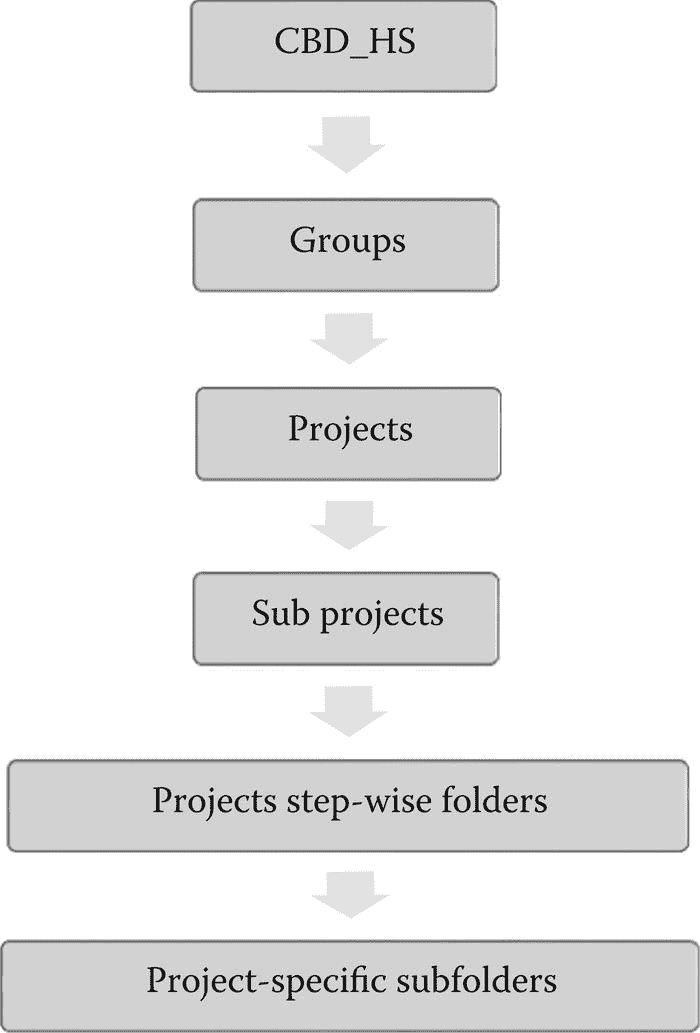 CBD_HS
Groups
Projects
Sub projects
Projects step-wise folders
Project-specific subfolders